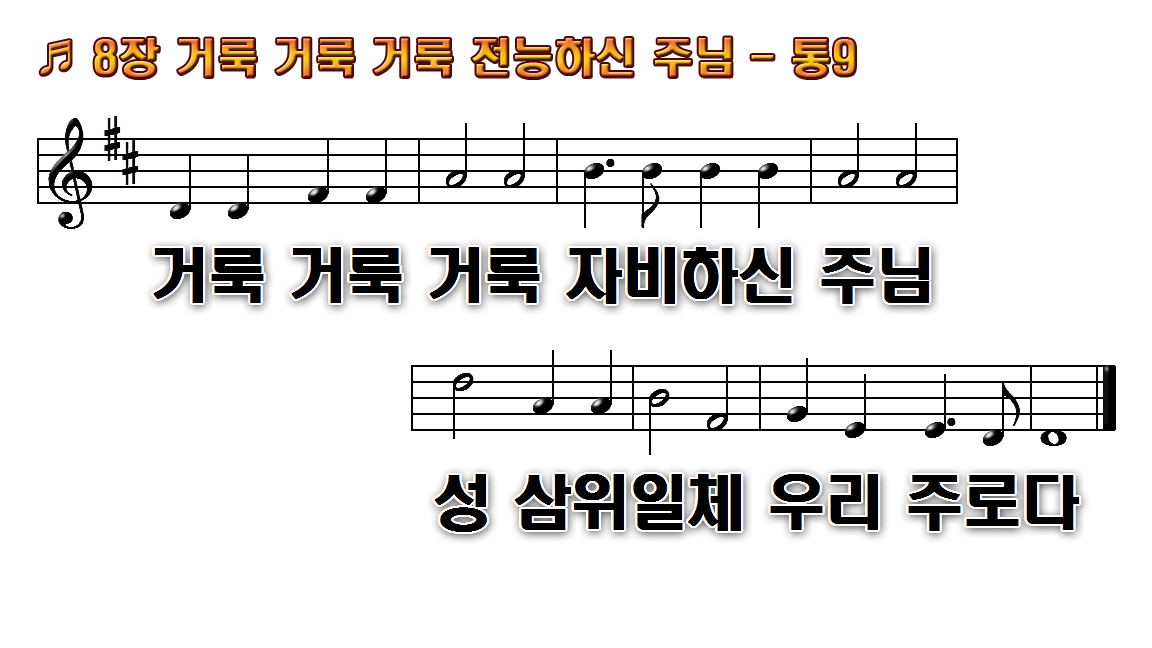 ♬ 8장 거룩 거룩 거룩 전능하신 주님 - 통9
거룩 거룩 거룩 자비하신 주님
성 삼위일체 우리 주로다